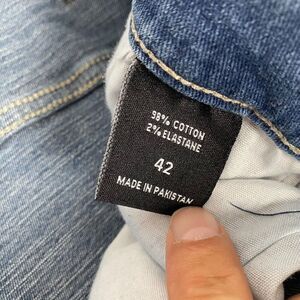 98% COTTON
2% ELASTANE
42
MADE IN PAKISTAN